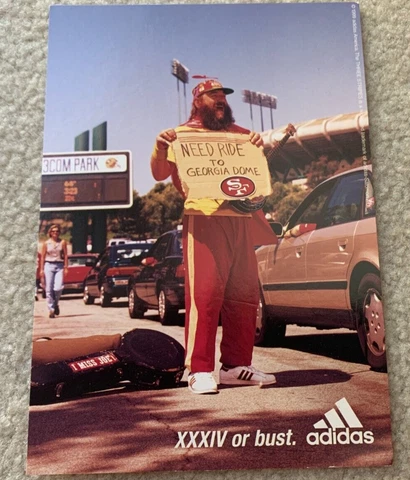 3COM PARK
NEED RIDE
TO
GEORGIA DOME
SF
I MISS JOE!
XXXIV or bust.
adidas